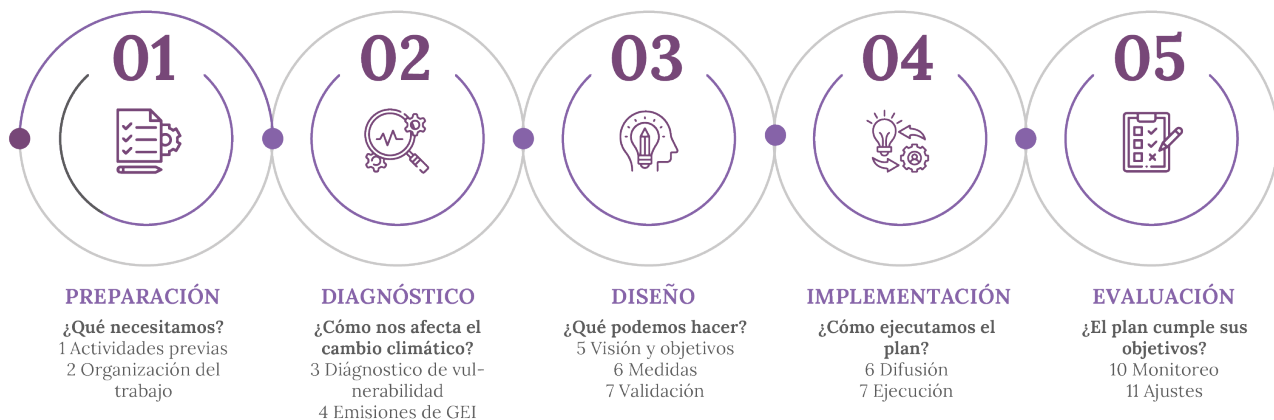 01
PREPARACIÓN
¿Qué necesitamos?
1 Actividades previas
2 Organización del
trabajo
02
DIAGNÓSTICO
¿Cómo nos afecta el
cambio climático?
3 Diágnostico de vul-
nerabilidad
4 Emisiones de GEI
03
DISEÑO
¿Qué podemos hacer?
5 Visión y objetivos
6 Medidas
7 Validación
04
IMPLEMENTACIÓN
¿Cómo ejecutamos el
plan?
6 Difusión
7 Ejecución
05
EVALUACIÓN
¿El plan cumple sus
objetivos?
10 Monitoreo
11 Ajustes